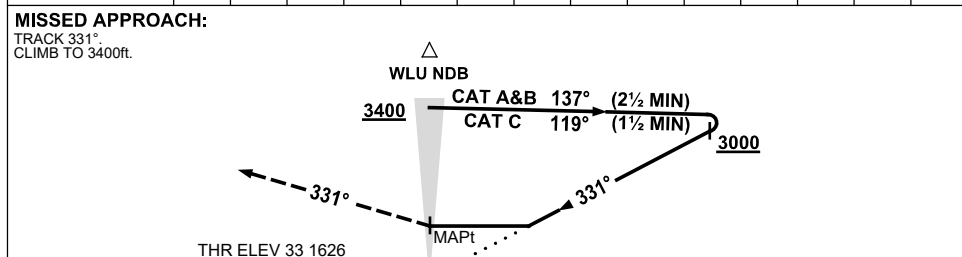 MISSED APPROACH:
TRACK 331°.
CLIMB TO 3400ft.
WLU NDB
3400
CAT A&B 137° (2½ MIN)
CAT C 119° (1½ MIN)
3000
331°
331°
MAPt
THR ELEV 33 1626